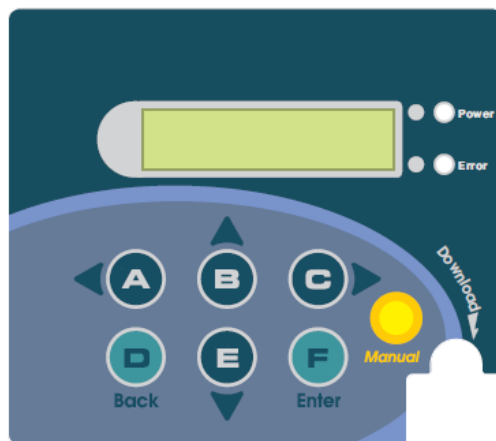 Power
Error
Download
A B C
D E F
Manual
Back
Enter